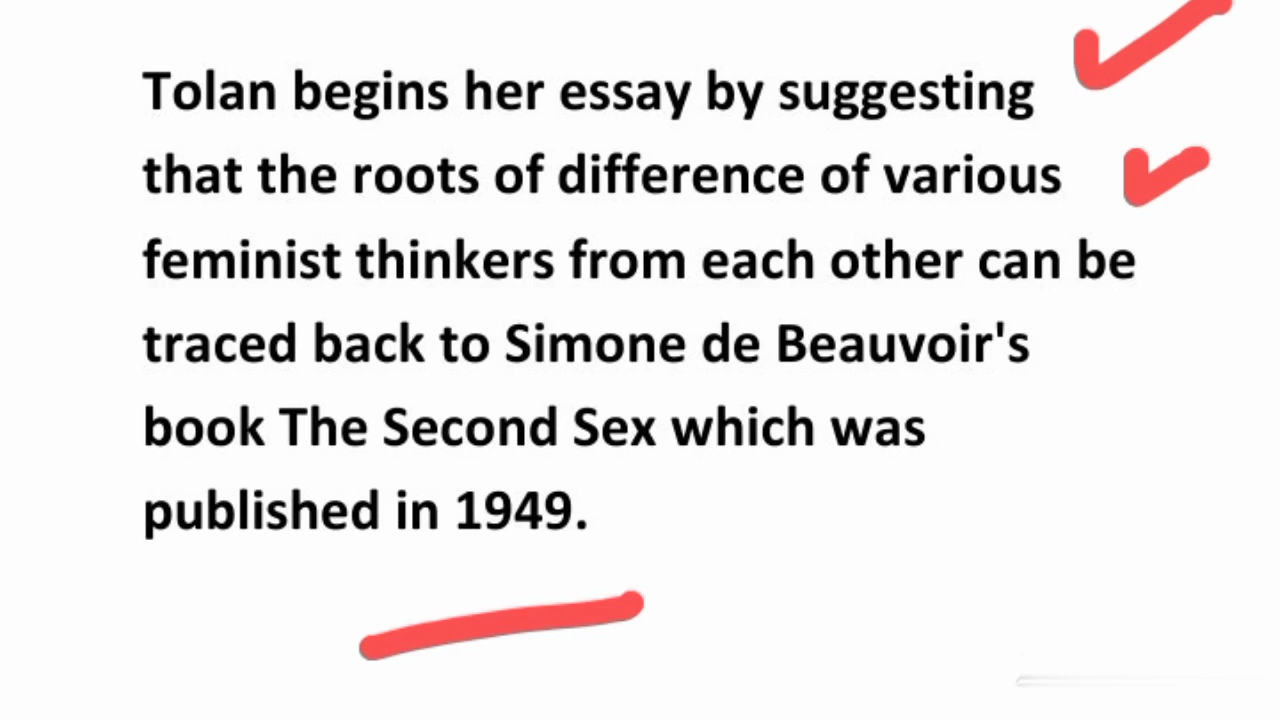 Tolan begins her essay by suggesting
that the roots of difference of various
feminist thinkers from each other can be
traced back to Simone de Beauvoir's
book The Second Sex which was
published in 1949.